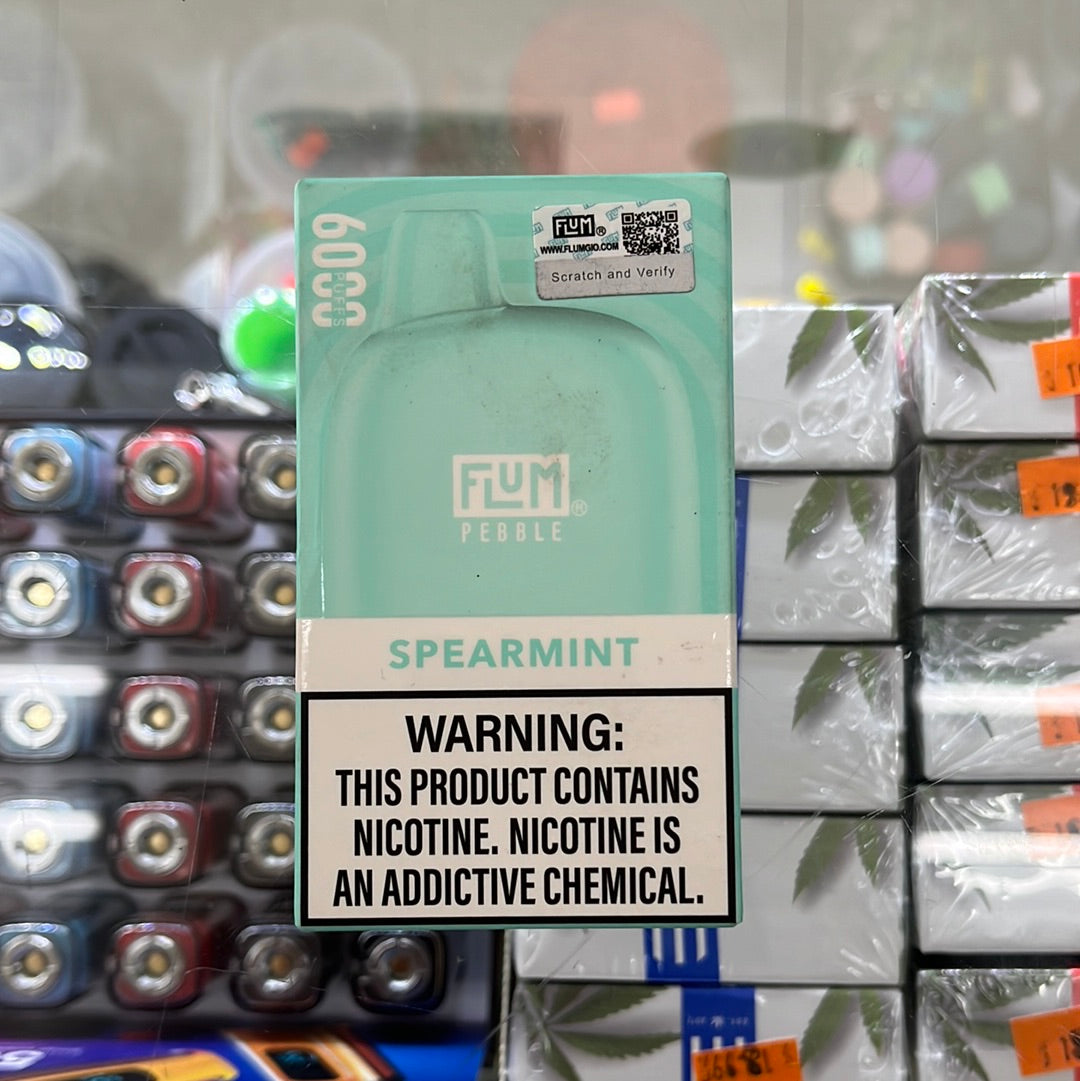 6000
PUFFS
FLUM®
WWW.FLUMGIO.COM
Scratch and Verify
FLUM®
PEBBLE
SPEARMINT
WARNING:
THIS PRODUCT CONTAINS
NICOTINE. NICOTINE IS
AN ADDICTIVE CHEMICAL.